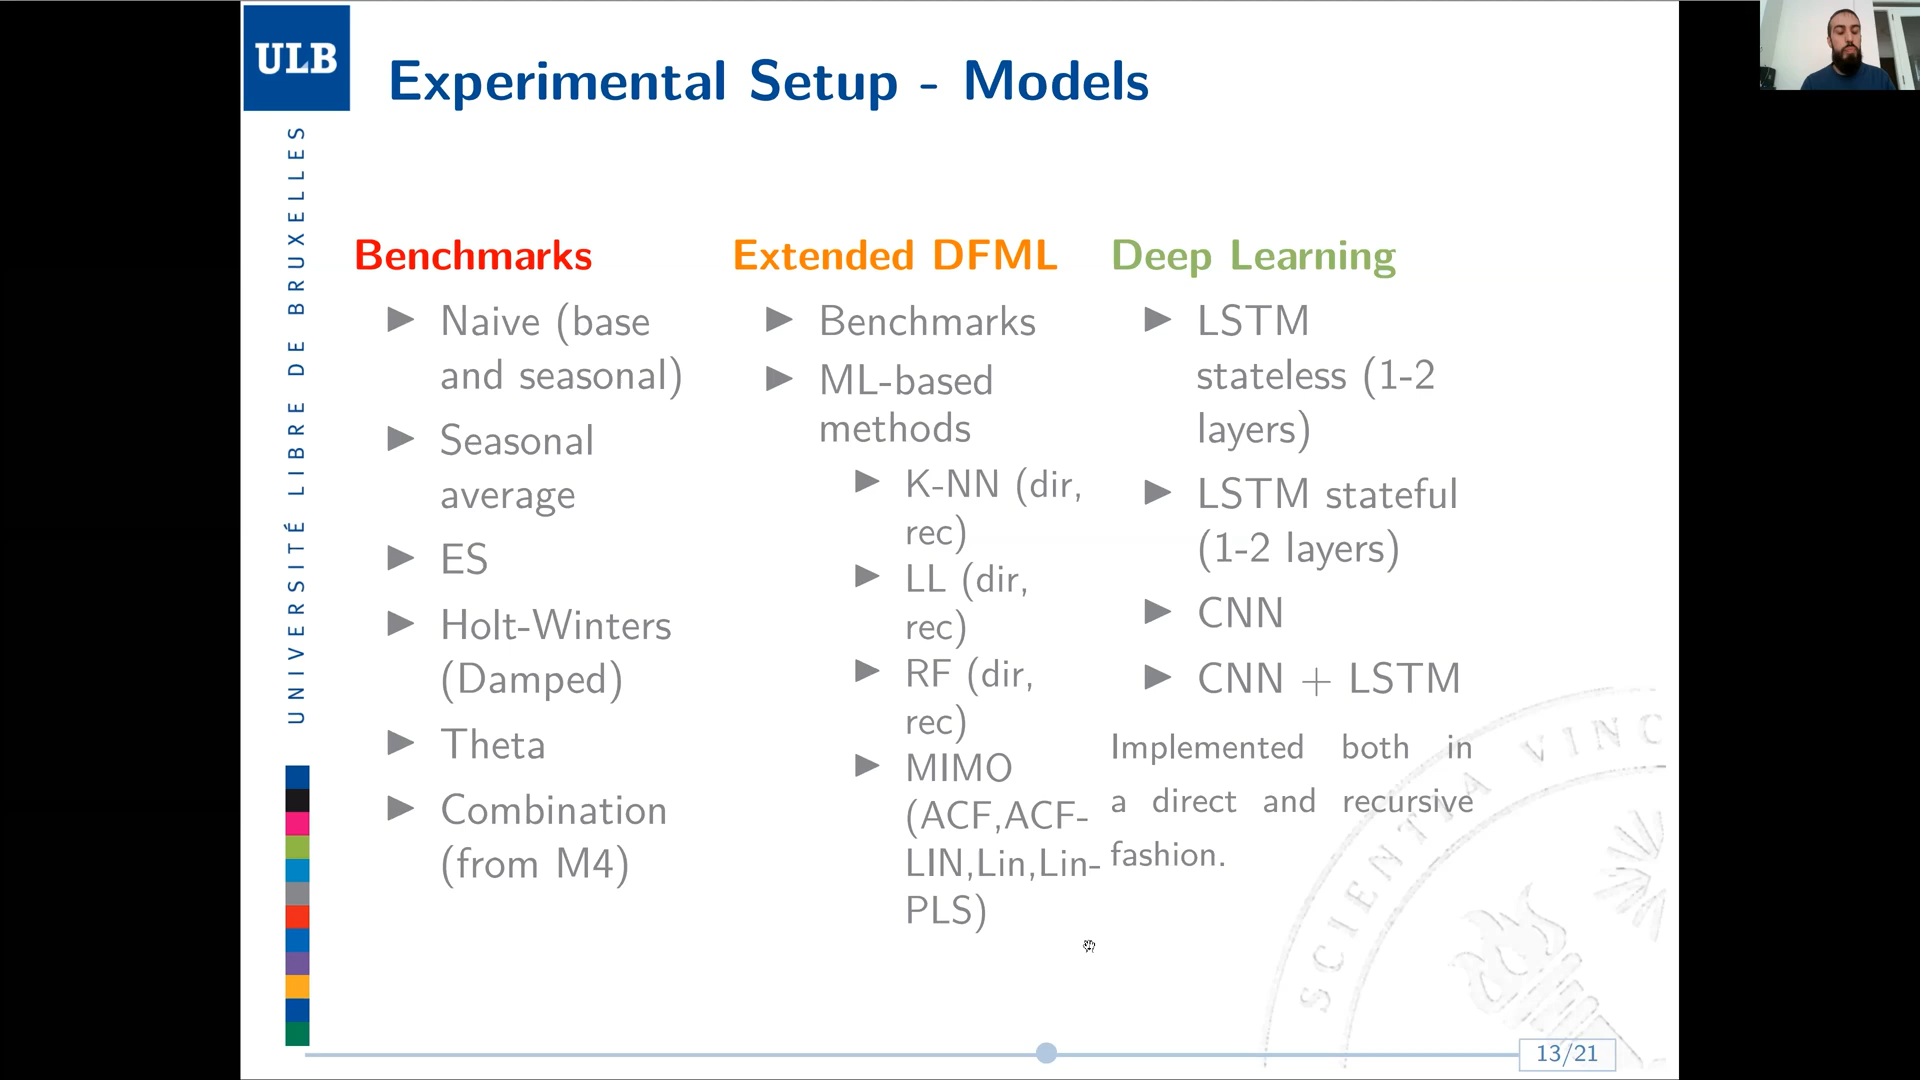 ULB
Experimental Setup - Models
UNIVERSITÉ LIBRE DE BRUXELLES
Benchmarks
Naive (base
and seasonal)
Seasonal
average
ES
Holt-Winters
(Damped)
Theta
Combination
(from M4)
Extended DFML
Benchmarks
ML-based
methods
K-NN (dir,
rec)
LL (dir,
rec)
RF (dir,
rec)
MIMO
(ACF,ACF-
LIN,Lin,Lin-
PLS)
Deep Learning
LSTM
stateless (1-2
layers)
LSTM stateful
(1-2 layers)
CNN
CNN + LSTM
Implemented both in
a direct and recursive
fashion.
SCIENTIA VINC
13/21